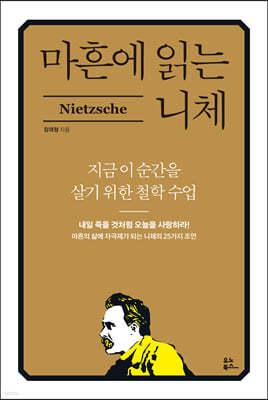 마흔에 읽는
Nietzsche 니체
장재형 지음
지금 이 순간을
살기 위한 철학 수업
내일 죽을 것처럼 오늘을 사랑하라!
마흔의 삶에 자극제가 되는 니체의 25가지 조언
유노
북스